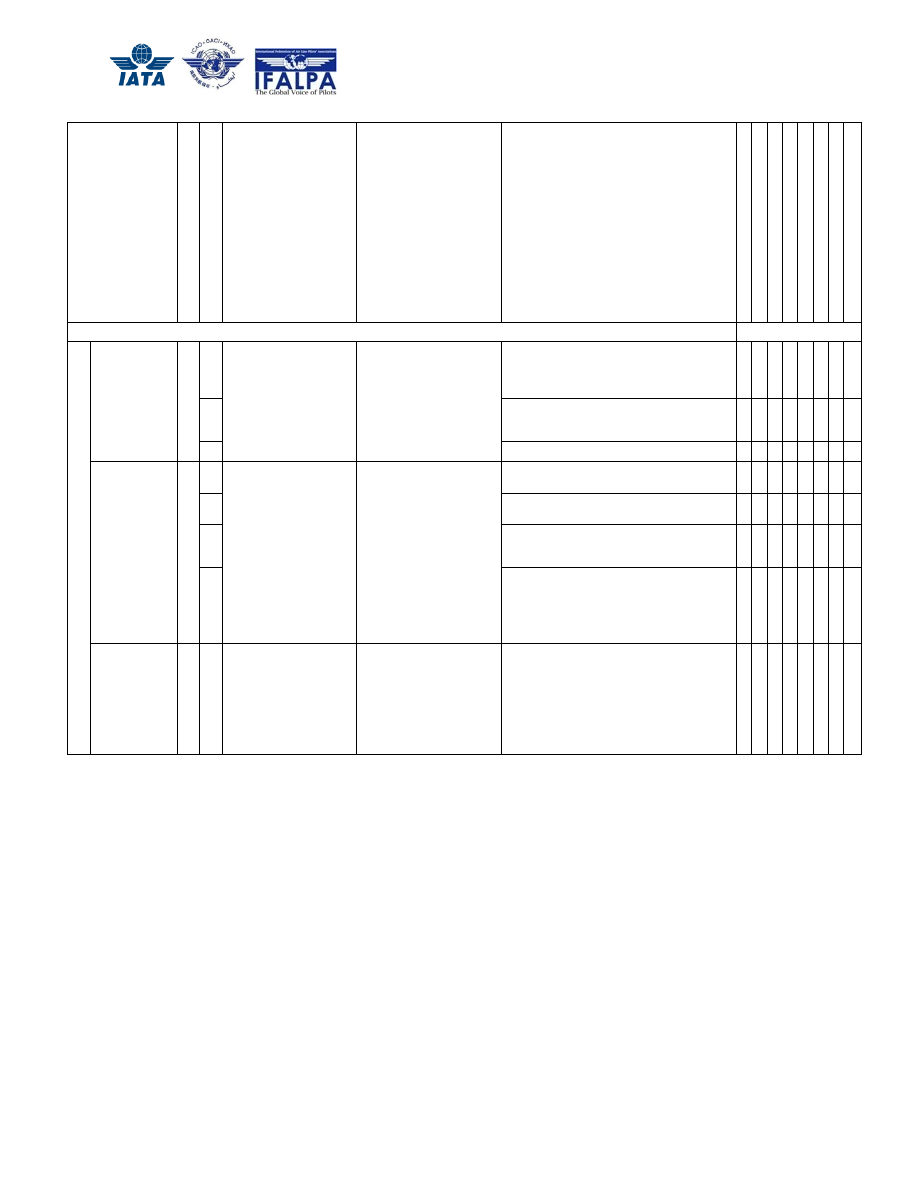 IATA
ICAO · OACI · ИКАО
International Federation of Air Line Pilots' Associations
IFALPA
The Global Voice of Pilots